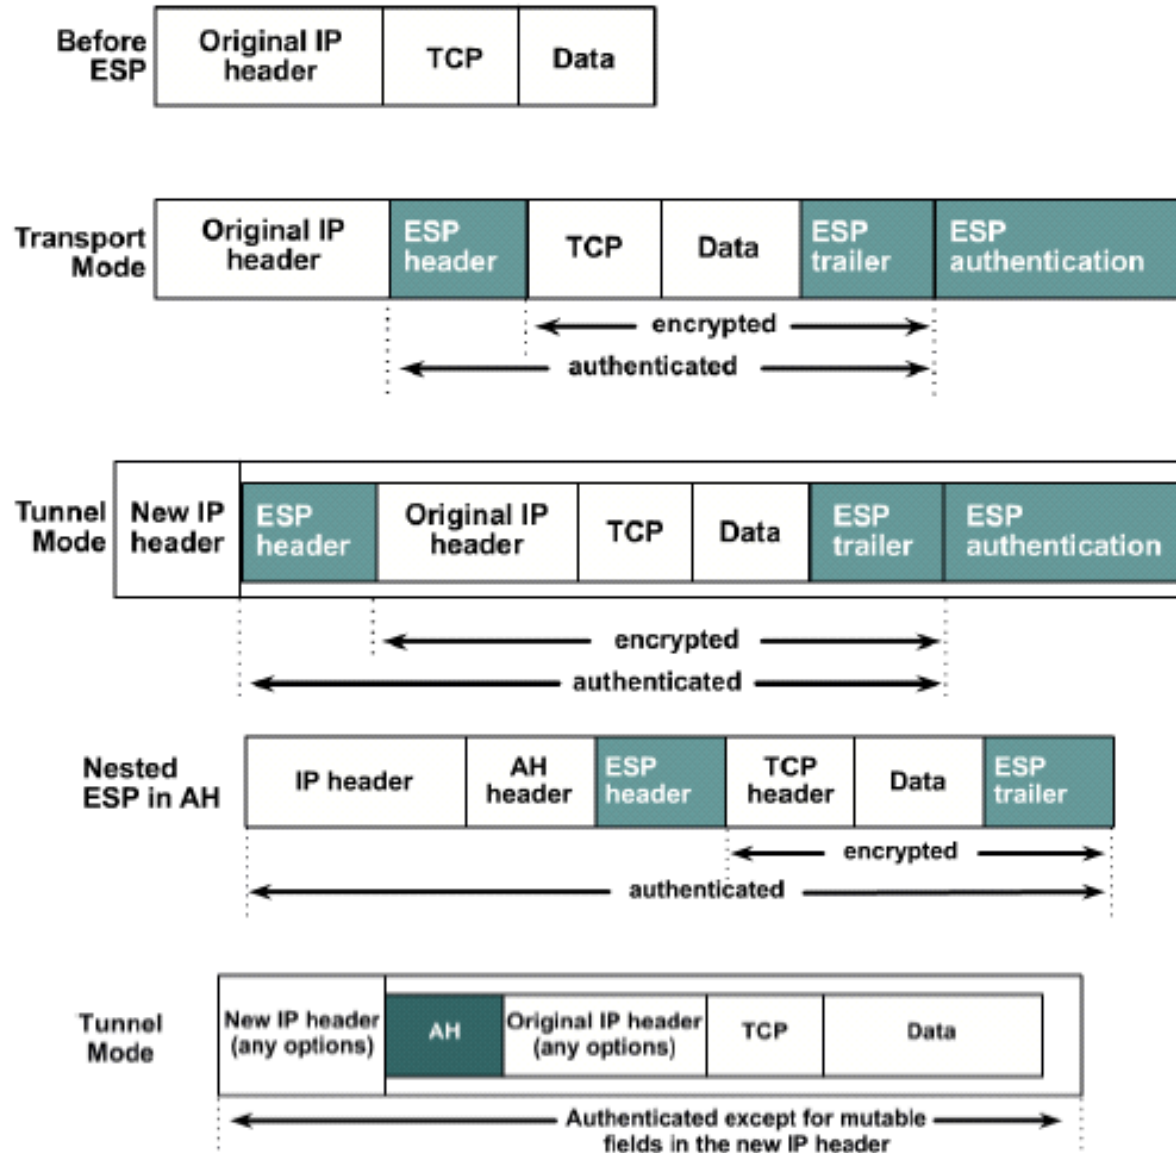 Before
ESP
Original IP
header
TCP
Data
Transport
Mode
Original IP
header
ESP
header
TCP
Data
ESP
trailer
ESP
authentication
encrypted
authenticated
Tunnel
Mode
New IP
header
ESP
header
Original IP
header
TCP
Data
ESP
trailer
ESP
authentication
encrypted
authenticated
Nested
ESP in AH
IP header
AH
header
ESP
header
TCP
header
Data
ESP
trailer
encrypted
authenticated
Tunnel
Mode
New IP header
(any options)
AH
Original IP header
(any options)
TCP
Data
Authenticated except for mutable
fields in the new IP header